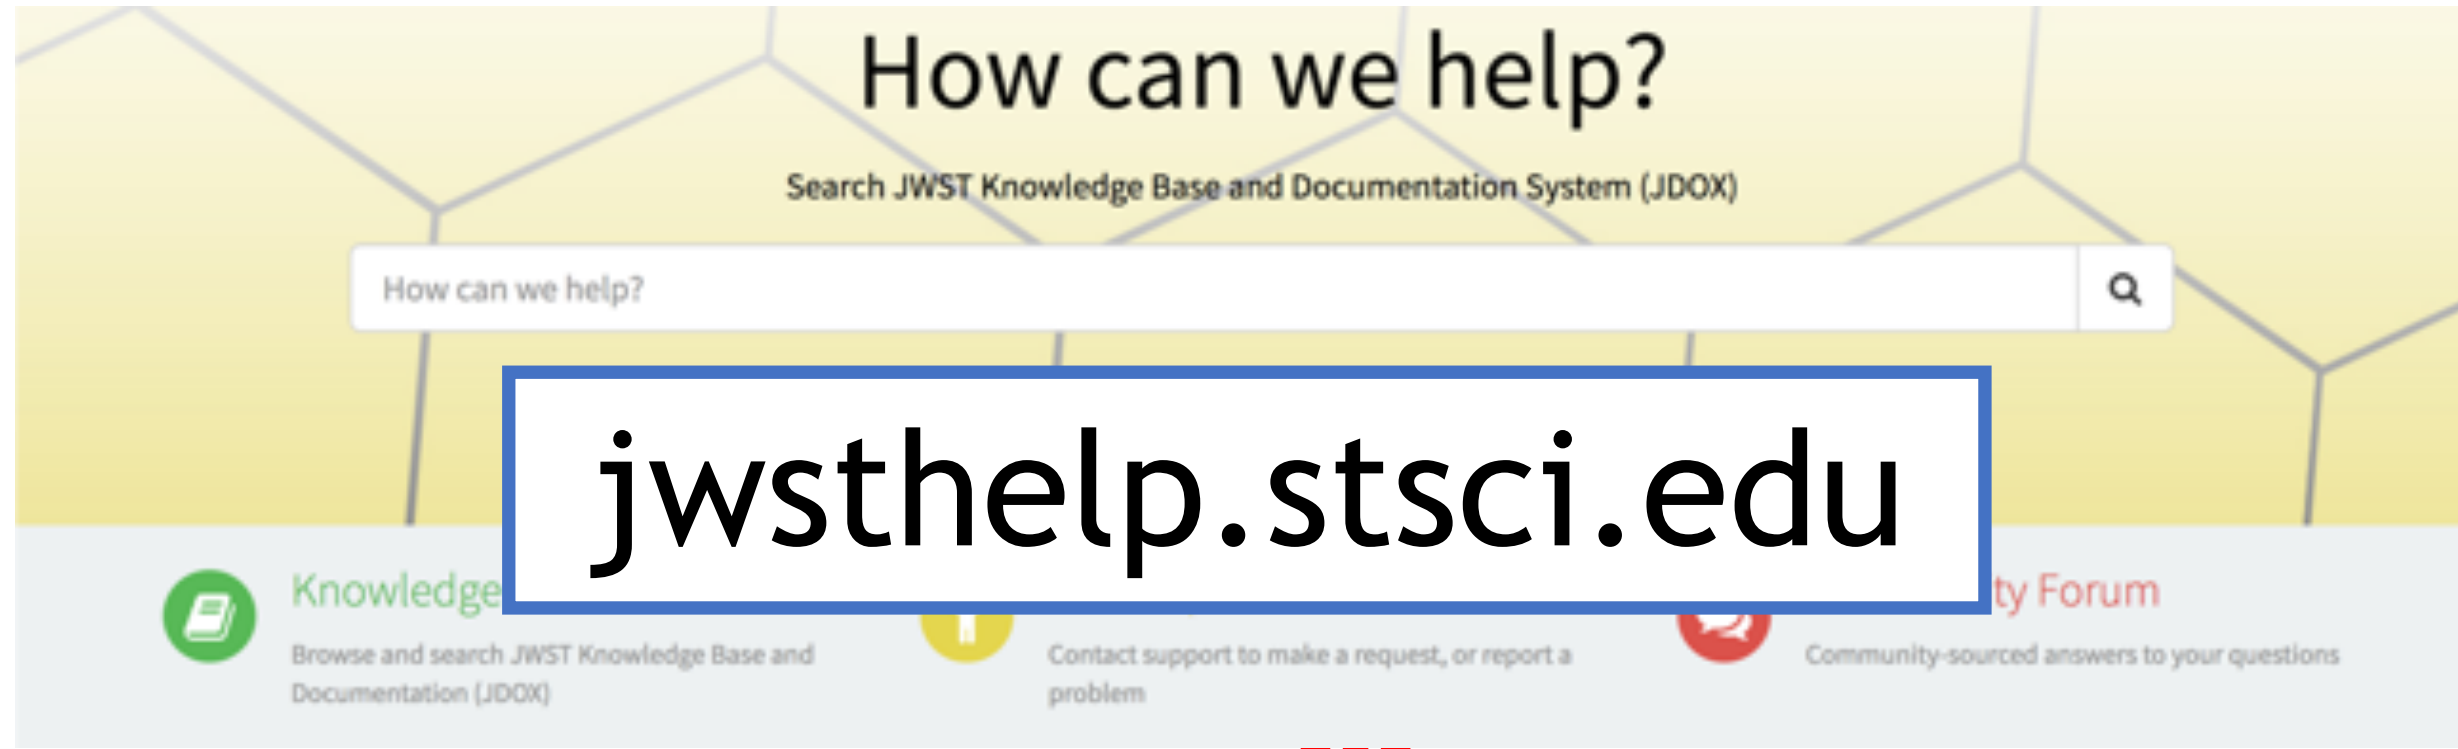 How can we help?
Search JWST Knowledge Base and Documentation System (JDOX)
How can we help?
jwsthelp.stsci.edu
Knowledge
Browse and search JWST Knowledge Base and
Documentation (JDOX)
Contact support to make a request, or report a
problem
ty Forum
Community-sourced answers to your questions